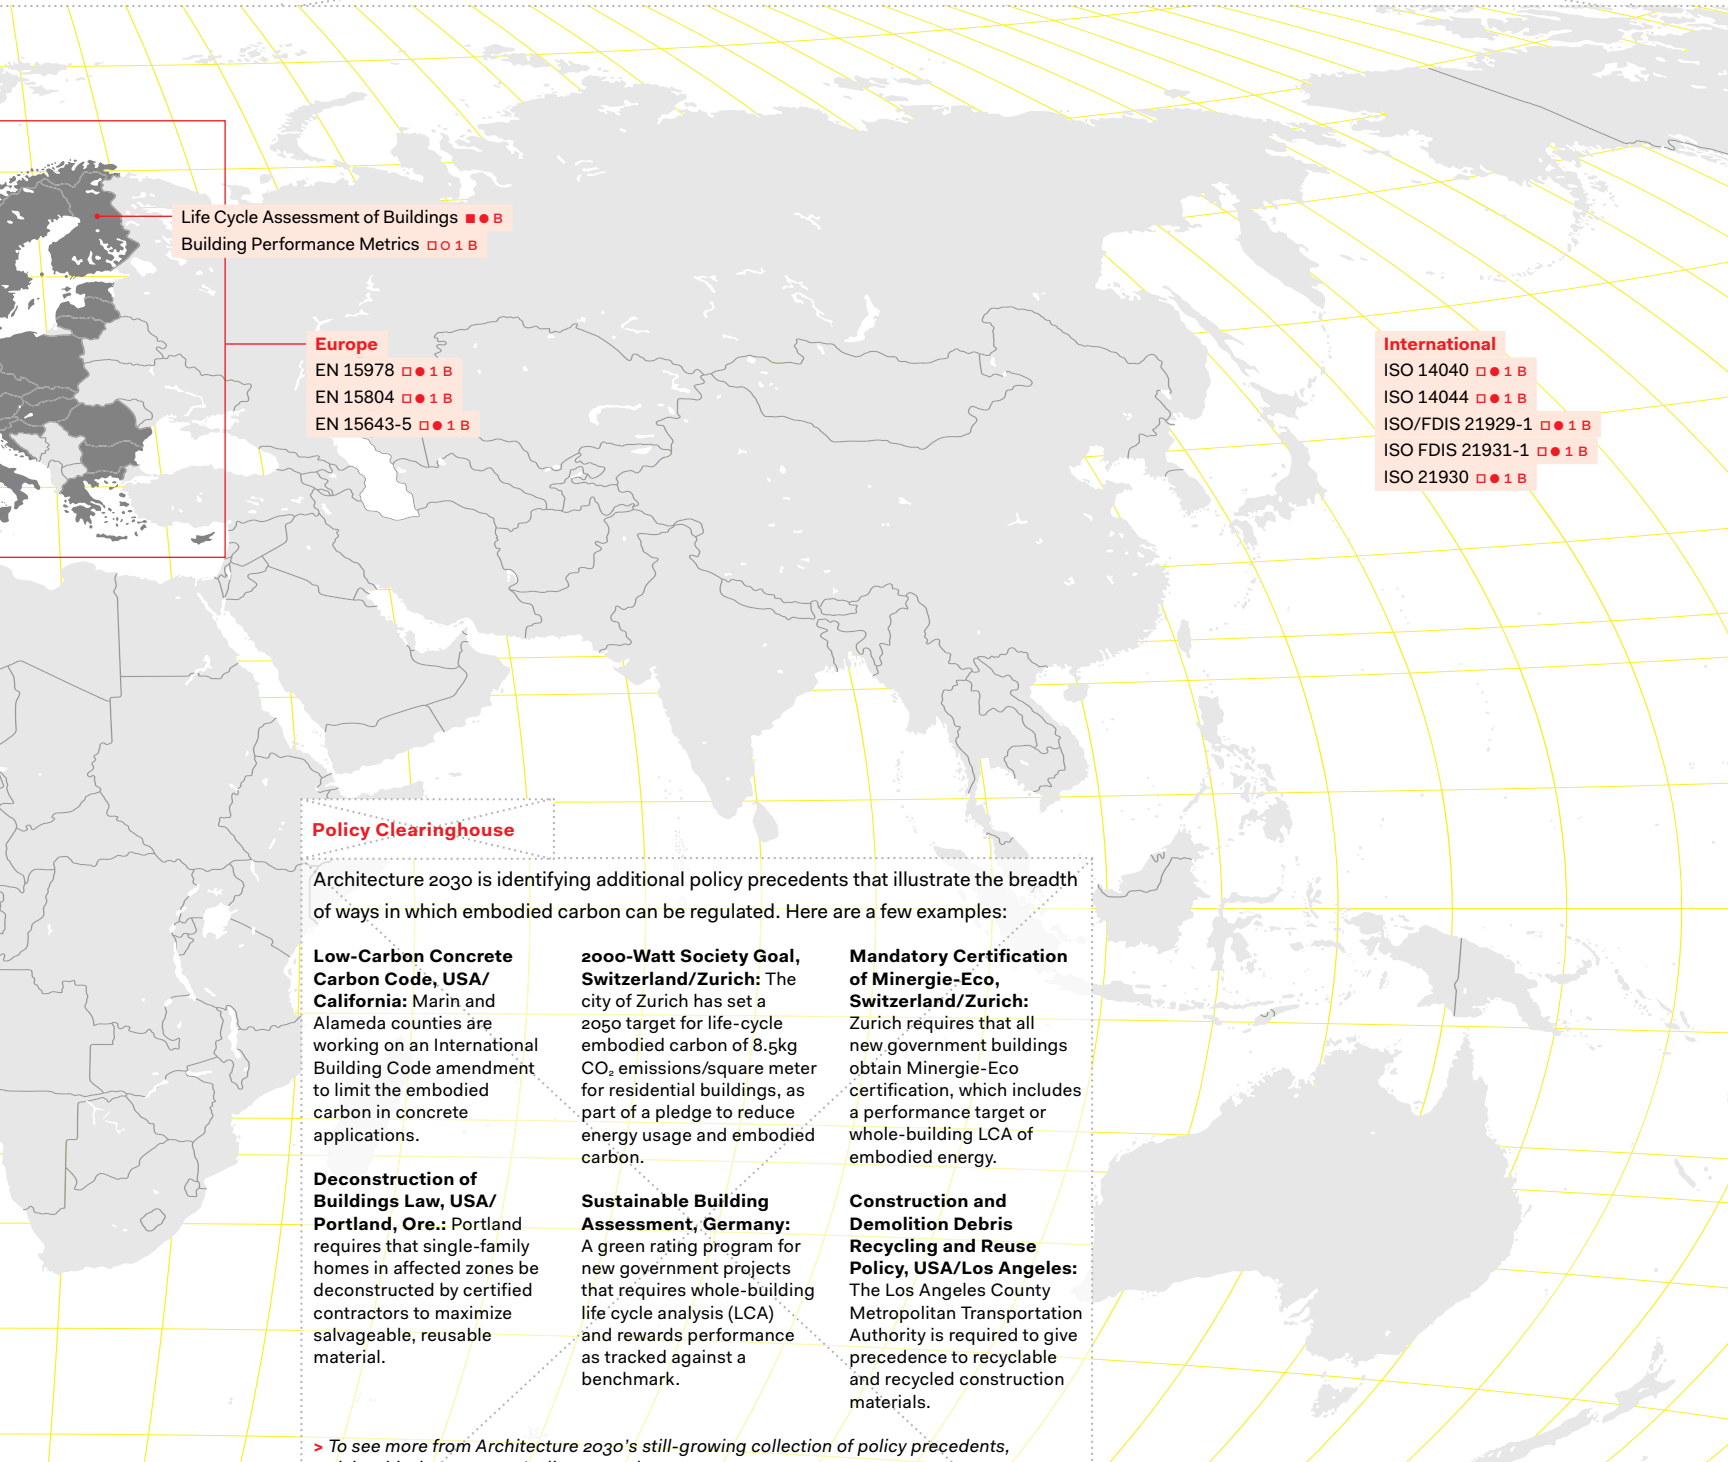 Life Cycle Assessment of Buildings ■ ● B
Building Performance Metrics □ ○ 1 B
Europe
EN 15978 □ ● 1 B
EN 15804 □ ● 1 B
EN 15643-5 □ ● 1 B
International
ISO 14040 □ ● 1 B
ISO 14044 □ ● 1 B
ISO/FDIS 21929-1 □ ● 1 B
ISO FDIS 21931-1 □ ● 1 B
ISO 21930 □ ● 1 B
Policy Clearinghouse
Architecture 2030 is identifying additional policy precedents that illustrate the breadth
of ways in which embodied carbon can be regulated. Here are a few examples:
Low-Carbon Concrete
Carbon Code, USA/
California: Marin and
Alameda counties are
working on an International
Building Code amendment
to limit the embodied
carbon in concrete
applications.
Deconstruction of
Buildings Law, USA/
Portland, Ore.: Portland
requires that single-family
homes in affected zones be
deconstructed by certified
contractors to maximize
salvageable, reusable
material.
2000-Watt Society Goal,
Switzerland/Zurich: The
city of Zurich has set a
2050 target for life-cycle
embodied carbon of 8.5kg
CO₂ emissions/square meter
for residential buildings, as
part of a pledge to reduce
energy usage and embodied
carbon.
Sustainable Building
Assessment, Germany:
A green rating program for
new government projects
that requires whole-building
life cycle analysis (LCA)
and rewards performance
as tracked against a
benchmark.
Mandatory Certification
of Minergie-Eco,
Switzerland/Zurich:
Zurich requires that all
new government buildings
obtain Minergie-Eco
certification, which includes
a performance target or
whole-building LCA of
embodied energy.
Construction and
Demolition Debris
Recycling and Reuse
Policy, USA/Los Angeles:
The Los Angeles County
Metropolitan Transportation
Authority is required to give
precedence to recyclable
and recycled construction
materials.
> To see more from Architecture 2030's still-growing collection of policy precedents,